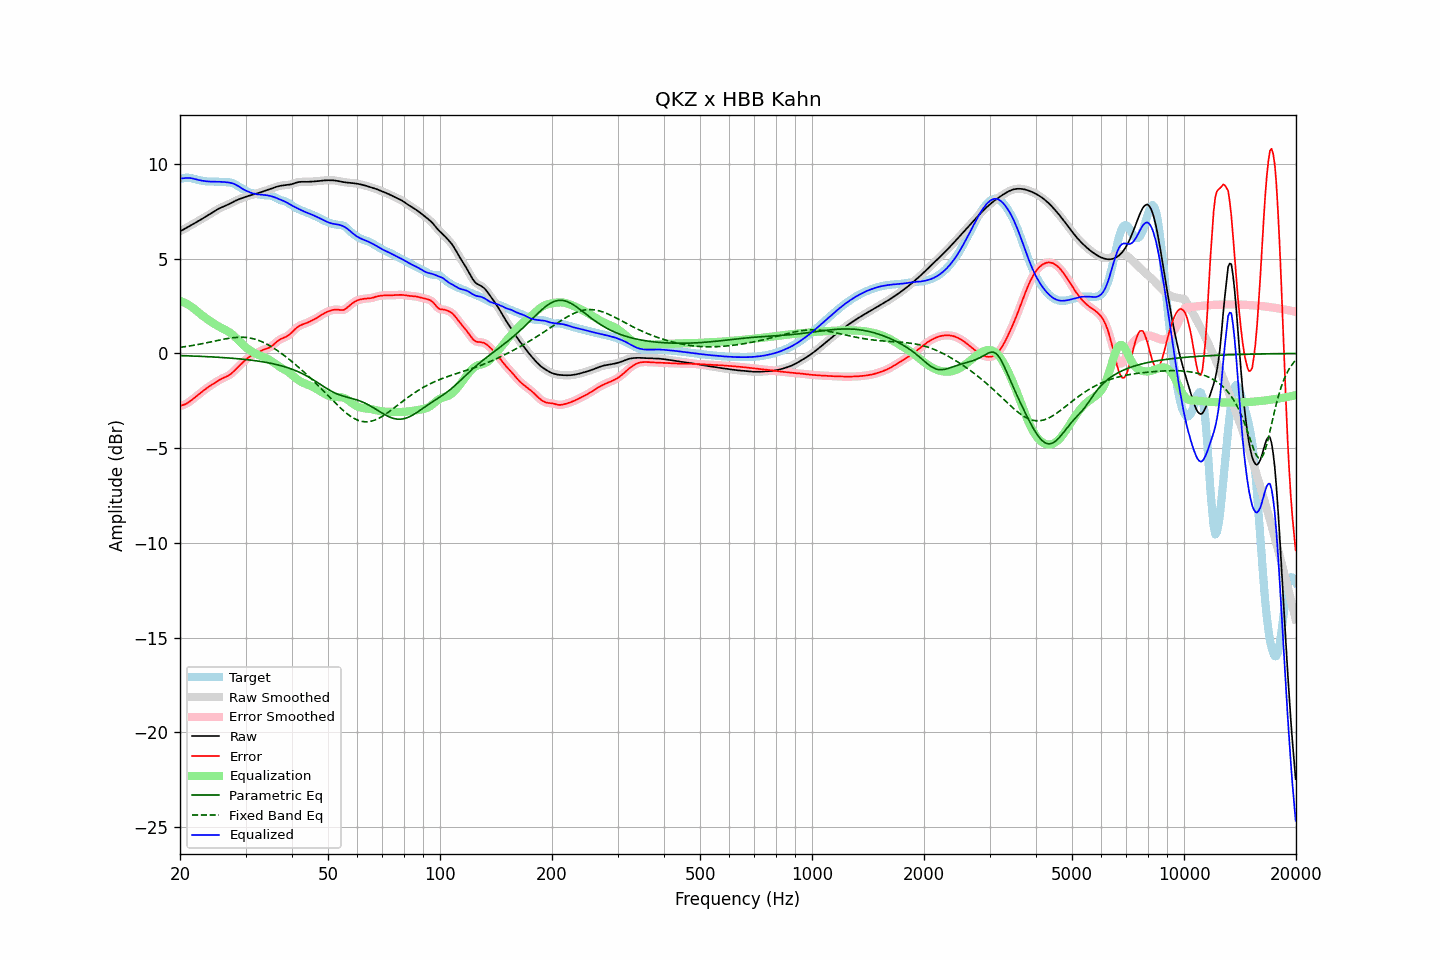 QKZ x HBB Kahn
Amplitude (dBr)
10
5
0
−5
−10
−15
−20
−25
Target
Raw Smoothed
Error Smoothed
Raw
Error
Equalization
Parametric Eq
Fixed Band Eq
Equalized
20 50 100 200 500 1000 2000 5000 10000 20000
Frequency (Hz)